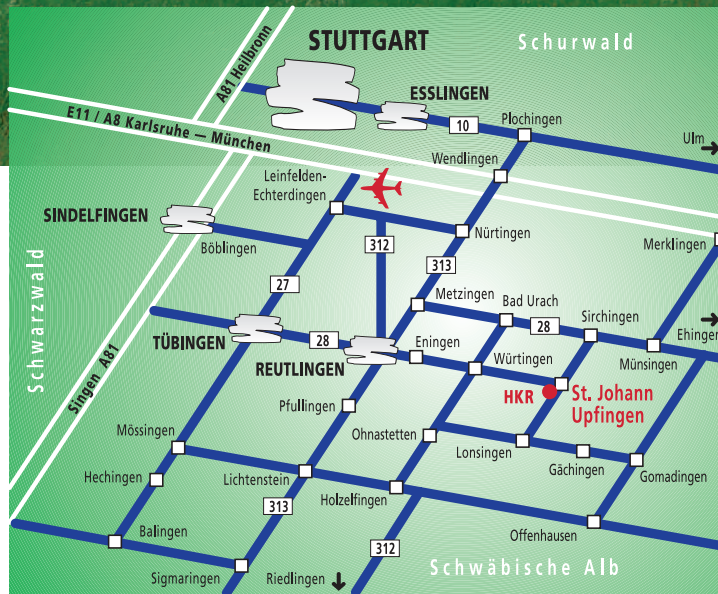 STUTTGART
Schurwald
A81 Heilbronn
ESSLINGEN
E11 / A8 Karlsruhe — München
10
Plochingen
Ulm
Wendlingen
Leinfelden-
Echterdingen
SINDELFINGEN
Böblingen
312
Nürtingen
Merklingen
313
Schwarzwald
27
Metzingen
Bad Urach
Sirchingen
28
Ehingen
TÜBINGEN
28
REUTLINGEN
Eningen
Würtingen
Münsingen
Singen A81
HKR
St. Johann
Upfingen
Pfullingen
Mössingen
Ohnastetten
Lonsingen
Gächingen
Gomadingen
Hechingen
Lichtenstein
Holzelfingen
313
Offenhausen
Balingen
312
Sigmaringen
Riedlingen
Schwäbische Alb